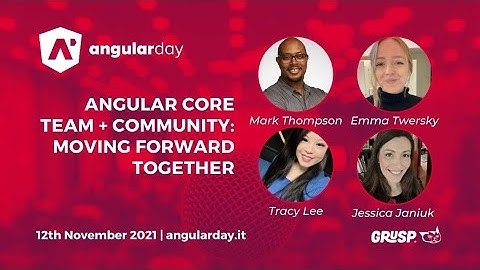 angularday
ANGULAR CORE
TEAM + COMMUNITY:
MOVING FORWARD
TOGETHER
Mark Thompson
Emma Twersky
Tracy Lee
Jessica Janiuk
12th November 2021 | angularday.it
GRUSP